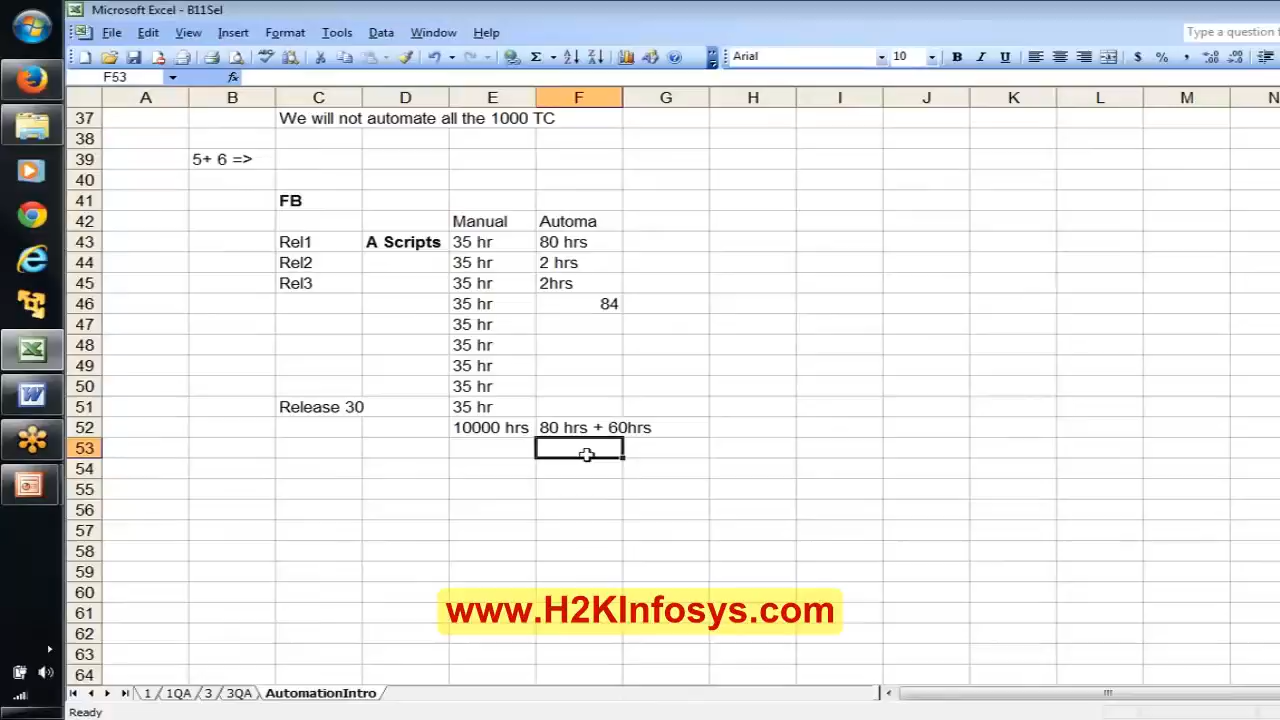 Microsoft Excel - B11Sel
File Edit View Insert Format Tools Data Window Help Type a question f
Arial 10 B I U $ % ,
F53 fx
A B C D E F G H I J K L M N
37 We will not automate all the 1000 TC
38
39 5+ 6 =>
40
41 FB
42 Manual Automa
43 Rel1 A Scripts 35 hr 80 hrs
44 Rel2 35 hr 2 hrs
45 Rel3 35 hr 2hrs
46 35 hr 84
47 35 hr
48 35 hr
49 35 hr
50 35 hr
51 Release 30 35 hr
52 10000 hrs 80 hrs + 60hrs
53
54
55
56
57
58
59
60
www.H2KInfosys.com
61
62
63
64
1 1QA 3 3QA AutomationIntro
Ready